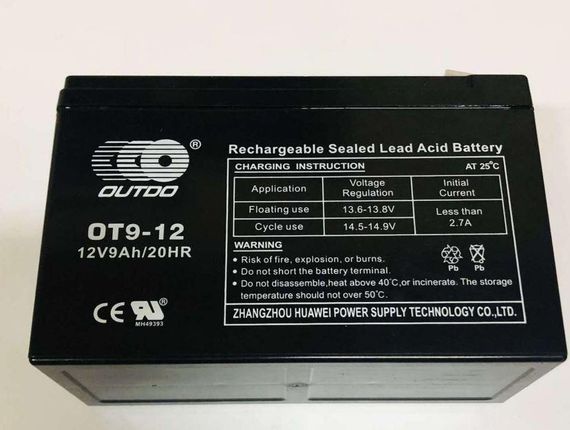 ®
OUTDO
OT9-12
12V9Ah/20HR
CE
MH49393
Rechargeable Sealed Lead Acid Battery
CHARGING INSTRUCTION AT 25°C
Application Voltage Regulation Initial Current
Floating use 13.6-13.8V Less than 2.7A
Cycle use 14.5-14.9V
WARNING:
• Risk of fire, explosion, or burns.
• Do not short the battery terminal.
• Do not disassemble,heat above 40°C,or incinerate. The storage
temperature should not over 50°C.
Pb Pb
ZHANGZHOU HUAWEI POWER SUPPLY TECHNOLOGY CO.,LTD.